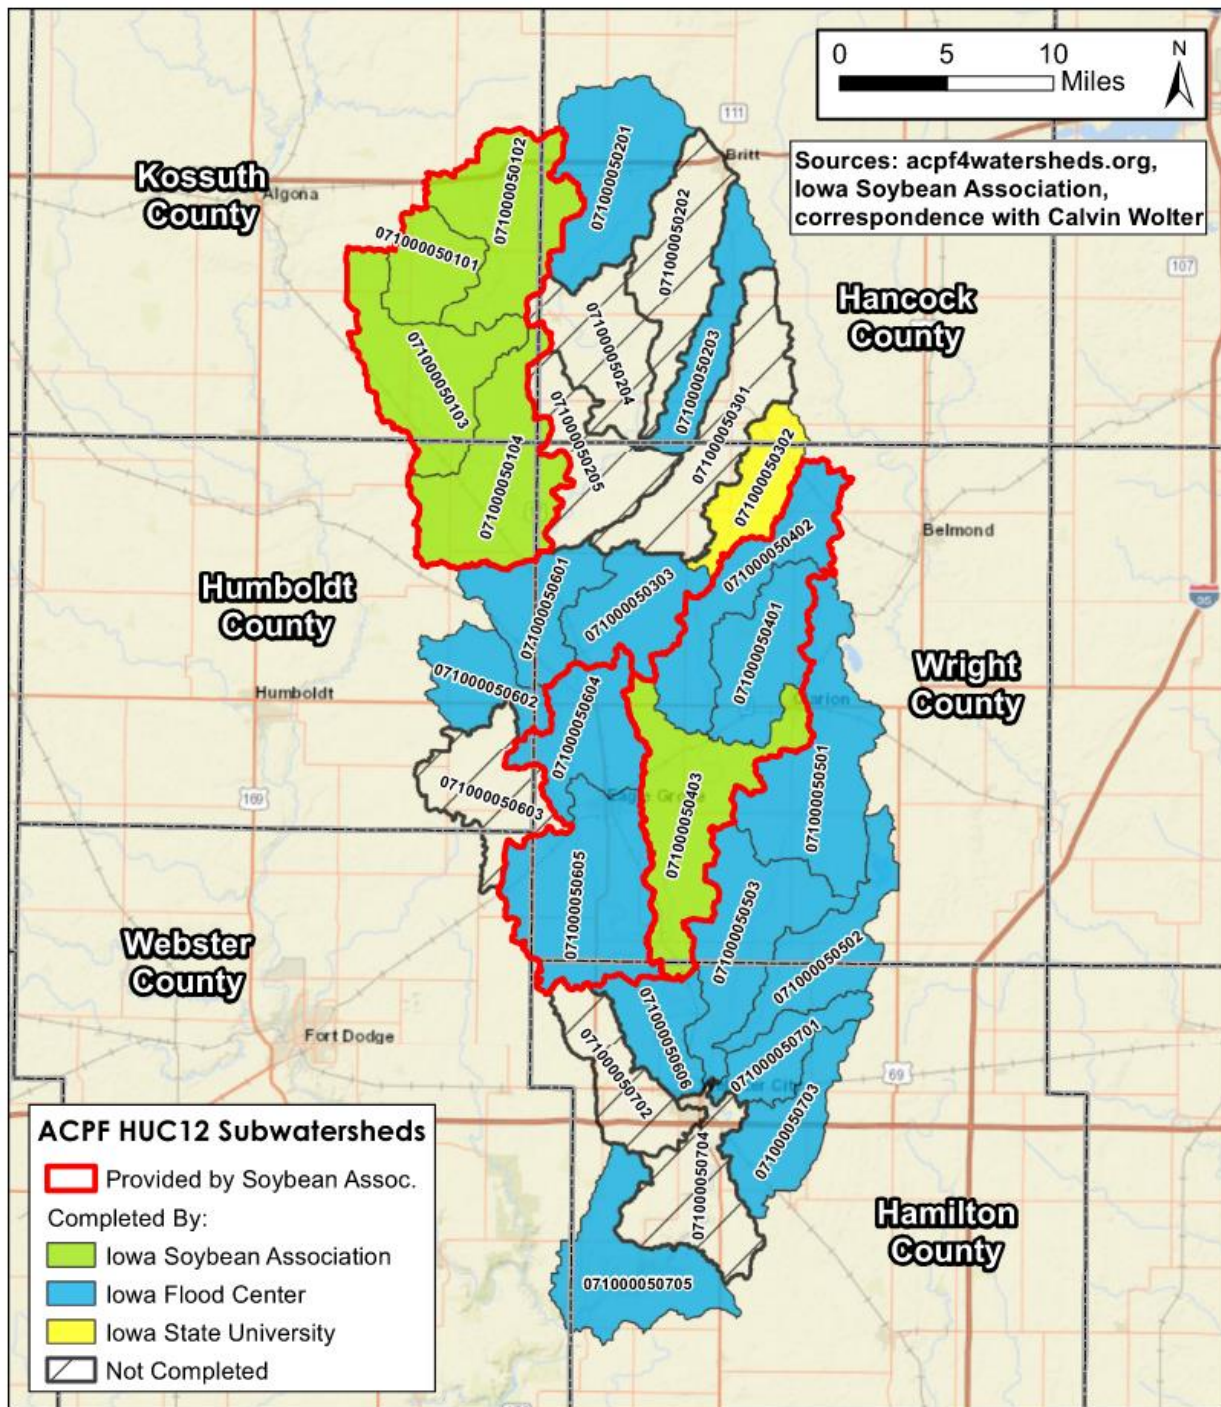 0 5 10
Miles
N
Sources: acpf4watersheds.org,
Iowa Soybean Association,
correspondence with Calvin Wolter
111
Britt
Kossuth
County
Algona
071000050102
071000050201
071000050202
071000050101
107
Hancock
County
071000050204
071000050203
071000050103
071000050301
071000050205
071000050302
071000050104
Belmond
071000050402
Humboldt
County
071000050601
071000050303
35
071000050401
Wright
County
071000050602
Humboldt
071000050604
Clarion
071000050501
169
071000050603
Eagle Grove
071000050403
071000050605
071000050503
Webster
County
071000050502
Fort Dodge
071000050606
071000050701
69
071000050702
071000050703
071000050704
Hamilton
County
071000050705
ACPF HUC12 Subwatersheds
Provided by Soybean Assoc.
Completed By:
Iowa Soybean Association
Iowa Flood Center
Iowa State University
Not Completed